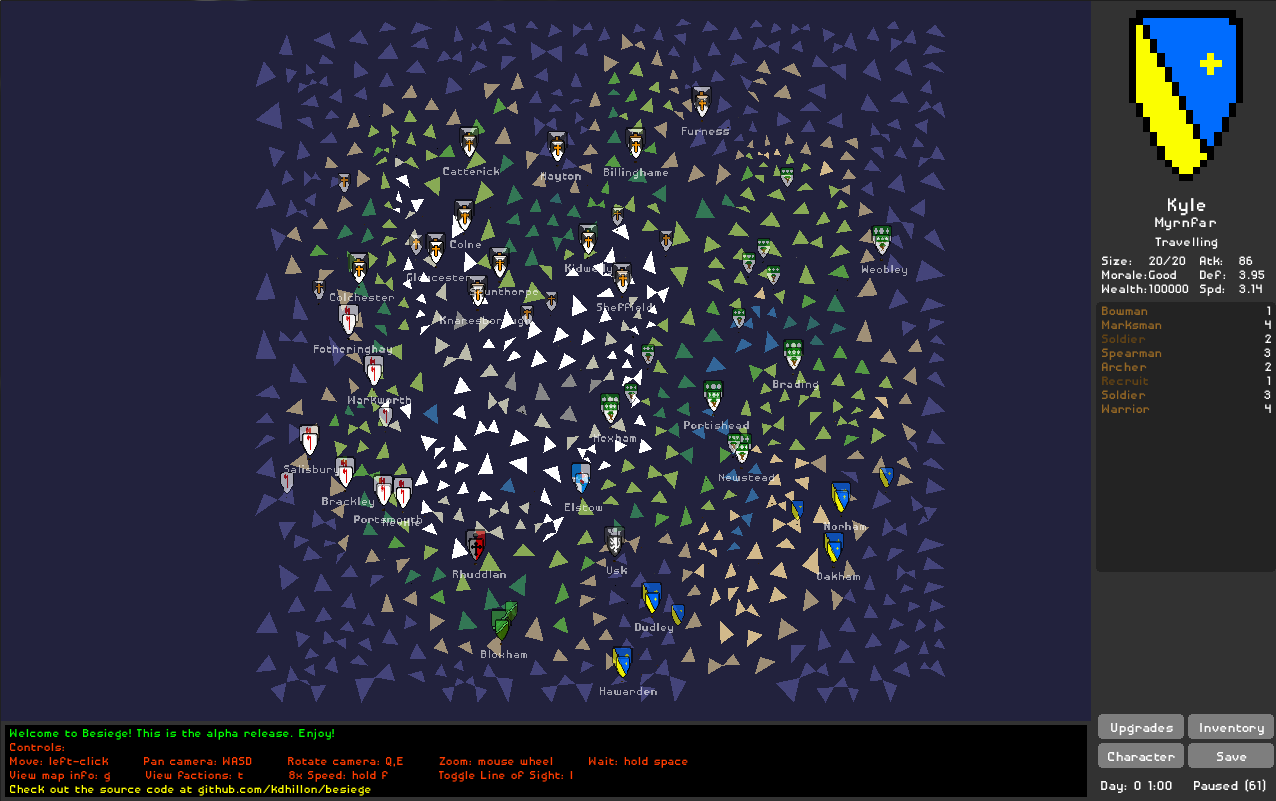 Furness
Catterick
Hayton
Billinghame
Colne
Gloucester
Kidwelly
Weobley
Scunthorpe
Colchester
Sheffield
Knaresborough
Fotheringhay
Warkworth
Brading
Portishead
Hexham
Salisbury
Newstead
Brackley
Elstow
Portsmouth
Neville
Norham
Usk
Rhuddlan
Oakham
Dudley
Bloxham
Hawarden
Kyle
Myrnfar
Travelling
Size: 20/20 Atk: 86
Morale:Good Def: 3.95
Wealth:100000 Spd: 3.14
Bowman 1
Marksman 4
Soldier 2
Spearman 3
Archer 2
Recruit 1
Soldier 3
Warrior 4
Upgrades Inventory
Character Save
Day: 0 1:00 Paused (61)
Welcome to Besiege! This is the alpha release. Enjoy!
Controls:
Move: left-click Pan camera: WASD Rotate camera: Q,E Zoom: mouse wheel Wait: hold space
View map info: g View factions: t 8x Speed: hold f Toggle Line of Sight: l
Check out the source code at github.com/kdhillon/besiege